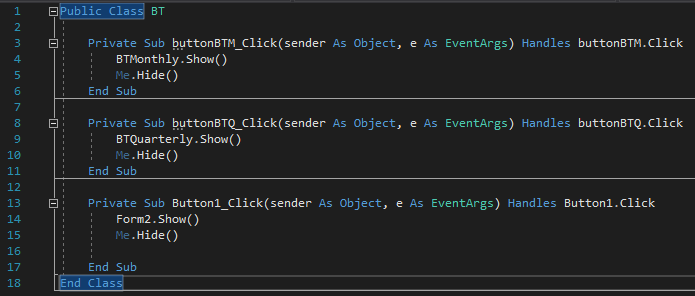 1 Public Class BT
2
3 Private Sub buttonBTM_Click(sender As Object, e As EventArgs) Handles buttonBTM.Click
4 BTMonthly.Show()
5 Me.Hide()
6 End Sub
7
8 Private Sub buttonBTQ_Click(sender As Object, e As EventArgs) Handles buttonBTQ.Click
9 BTQuarterly.Show()
10 Me.Hide()
11 End Sub
12
13 Private Sub Button1_Click(sender As Object, e As EventArgs) Handles Button1.Click
14 Form2.Show()
15 Me.Hide()
16
17 End Sub
18 End Class